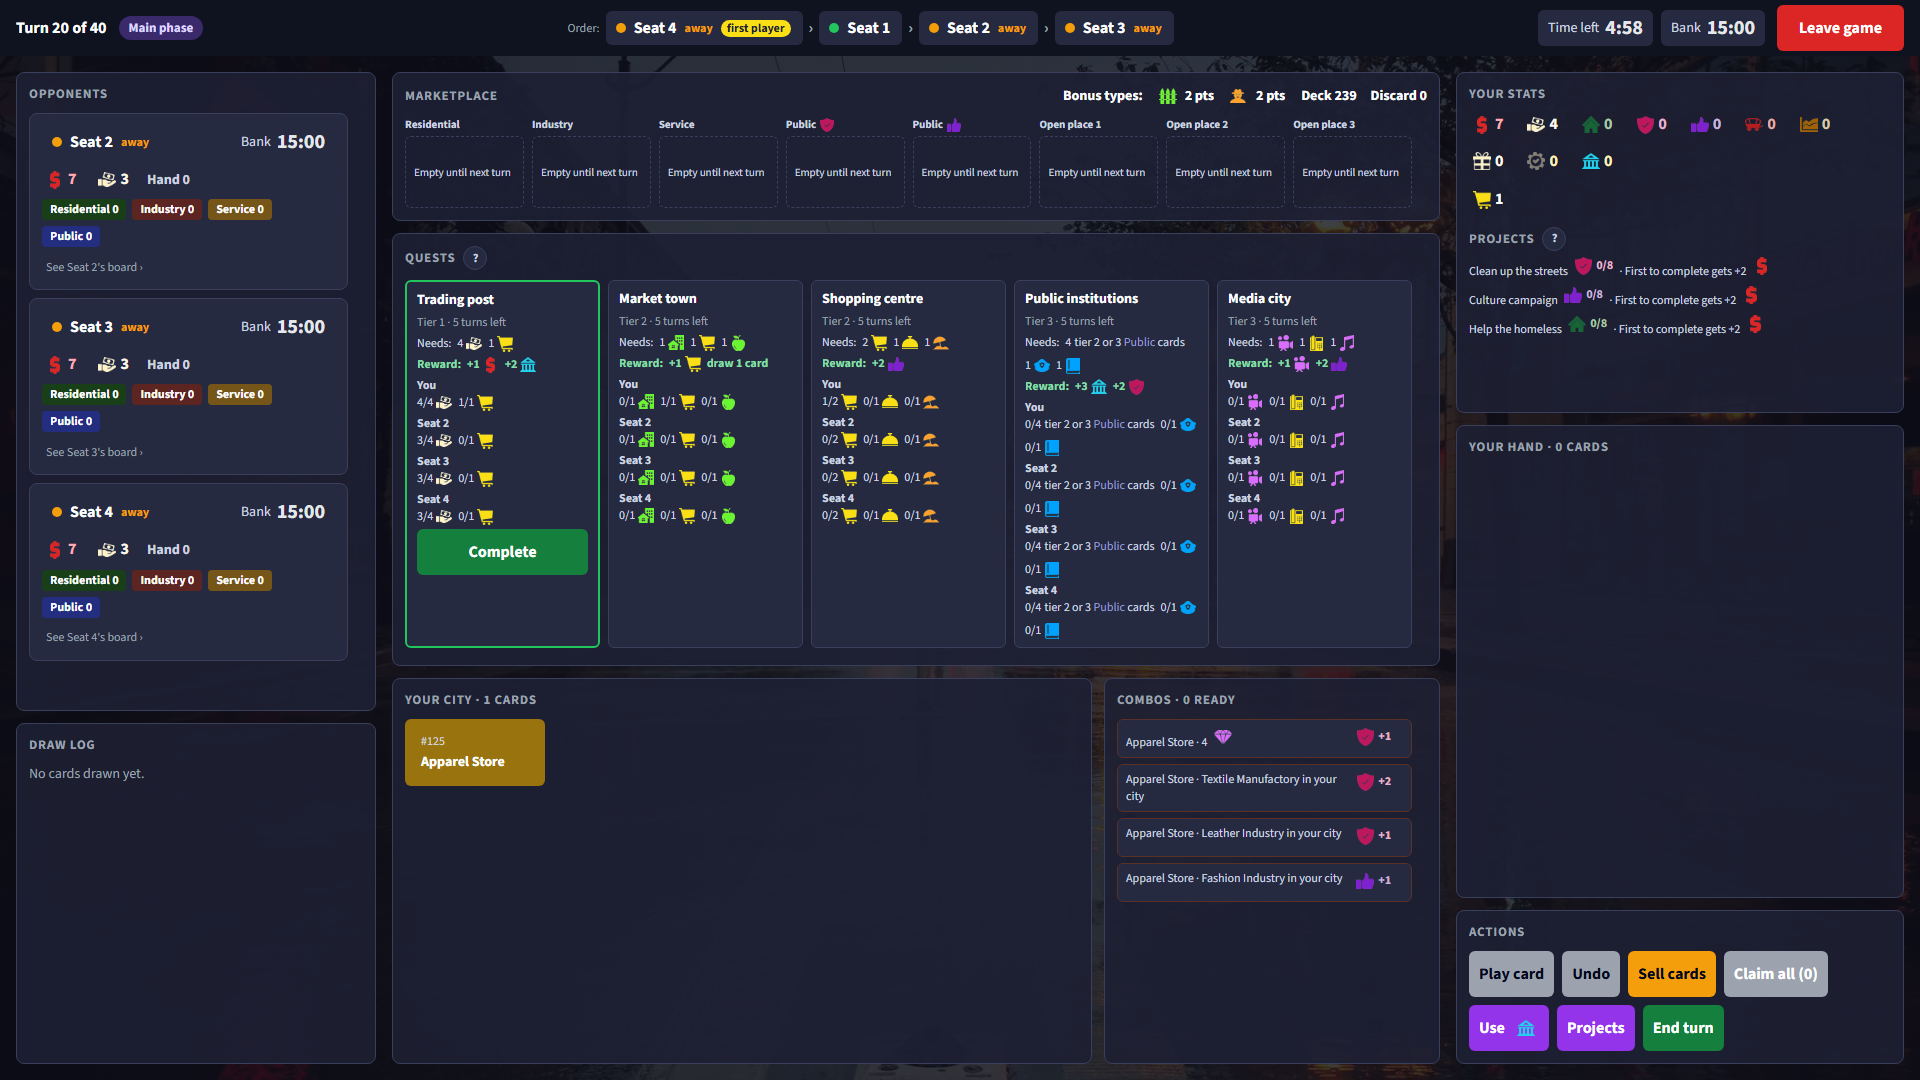 Turn 20 of 40
Main phase
Order:
Seat 4 away first player › Seat 1 › Seat 2 away › Seat 3 away
Time left 4:58
Bank 15:00
Leave game
OPPONENTS
Seat 2 away Bank 15:00
7 3 Hand 0
Residential 0 Industry 0 Service 0
Public 0
See Seat 2's board ›
Seat 3 away Bank 15:00
7 3 Hand 0
Residential 0 Industry 0 Service 0
Public 0
See Seat 3's board ›
Seat 4 away Bank 15:00
7 3 Hand 0
Residential 0 Industry 0 Service 0
Public 0
See Seat 4's board ›
DRAW LOG
No cards drawn yet.
MARKETPLACE
Bonus types: 2 pts 2 pts Deck 239 Discard 0
Residential Industry Service Public Public Open place 1 Open place 2 Open place 3
Empty until next turn Empty until next turn Empty until next turn Empty until next turn Empty until next turn Empty until next turn Empty until next turn Empty until next turn
QUESTS ?
Trading post
Tier 1 · 5 turns left
Needs: 4 1
Reward: +1 +2
You
4/4 1/1
Seat 2
3/4 0/1
Seat 3
3/4 0/1
Seat 4
3/4 0/1
Complete
Market town
Tier 2 · 5 turns left
Needs: 1 1 1
Reward: +1 draw 1 card
You
0/1 1/1 0/1
Seat 2
0/1 0/1 0/1
Seat 3
0/1 0/1 0/1
Seat 4
0/1 0/1 0/1
Shopping centre
Tier 2 · 5 turns left
Needs: 2 1 1
Reward: +2
You
1/2 0/1 0/1
Seat 2
0/2 0/1 0/1
Seat 3
0/2 0/1 0/1
Seat 4
0/2 0/1 0/1
Public institutions
Tier 3 · 5 turns left
Needs: 4 tier 2 or 3 Public cards
1 1
Reward: +3 +2
You
0/4 tier 2 or 3 Public cards 0/1
0/1
Seat 2
0/4 tier 2 or 3 Public cards 0/1
0/1
Seat 3
0/4 tier 2 or 3 Public cards 0/1
0/1
Seat 4
0/4 tier 2 or 3 Public cards 0/1
0/1
Media city
Tier 3 · 5 turns left
Needs: 1 1 1
Reward: +1 +2
You
0/1 0/1 0/1
Seat 2
0/1 0/1 0/1
Seat 3
0/1 0/1 0/1
Seat 4
0/1 0/1 0/1
YOUR CITY · 1 CARDS
#125
Apparel Store
COMBOS · 0 READY
Apparel Store · 4 +1
Apparel Store · Textile Manufactory in your +2
city
Apparel Store · Leather Industry in your city +1
Apparel Store · Fashion Industry in your city +1
YOUR STATS
7 4 0 0 0 0 0
0 0 0
1
PROJECTS ?
Clean up the streets 0/8 · First to complete gets +2
Culture campaign 0/8 · First to complete gets +2
Help the homeless 0/8 · First to complete gets +2
YOUR HAND · 0 CARDS
ACTIONS
Play card Undo Sell cards Claim all (0)
Use Projects End turn